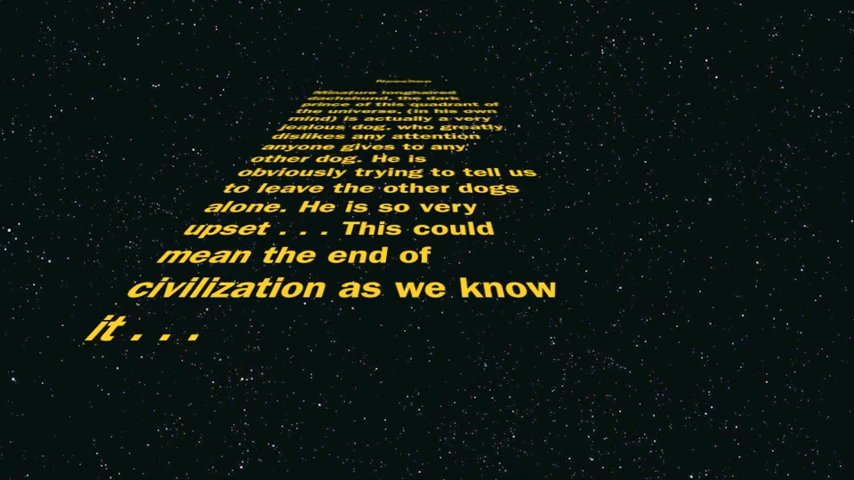 Minature longhaired
dachshund, the dark
prince of this quadrant of
the universe, (in his own
mind) is actually a very
jealous dog, who greatly
dislikes any attention
anyone gives to any
other dog. He is
obviously trying to tell us
to leave the other dogs
alone. He is so very
upset . . . This could
mean the end of
civilization as we know
it . . .